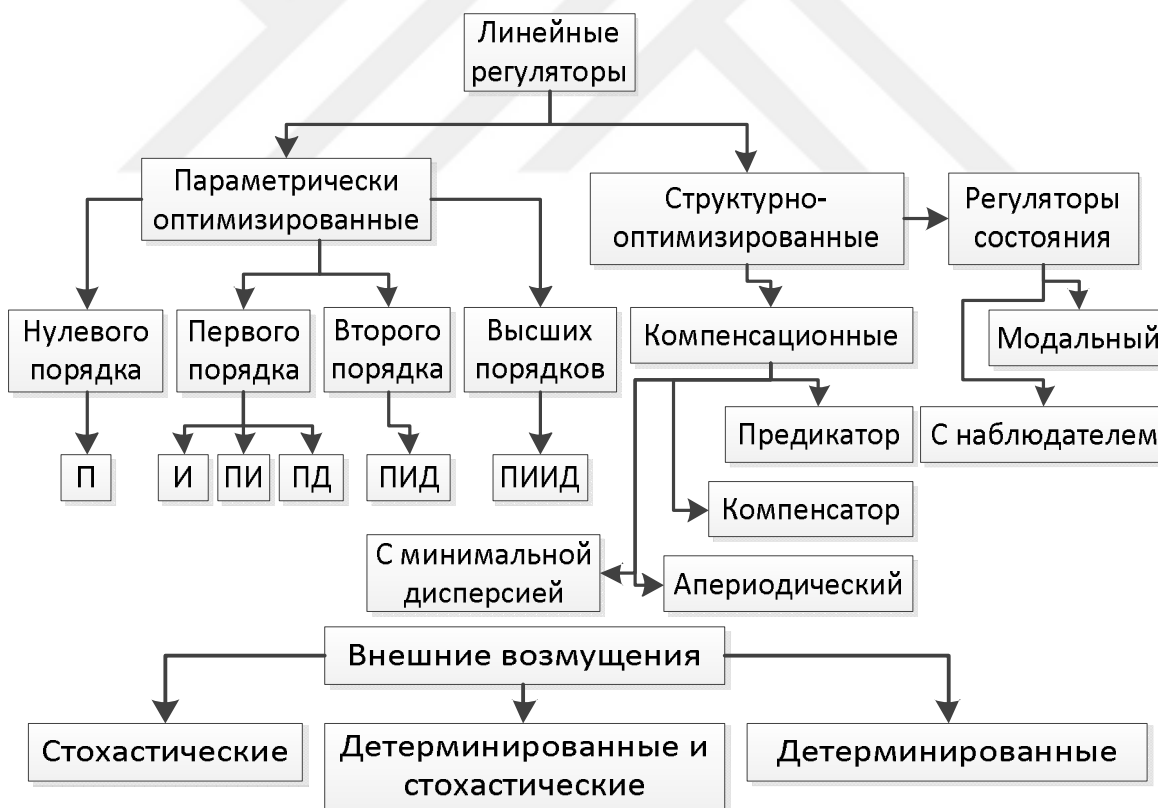 Линейные
регуляторы
Параметрически
оптимизированные
Структурно-
оптимизированные
Регуляторы
состояния
Нулевого
порядка
Первого
порядка
Второго
порядка
Высших
порядков
Компенсационные
Модальный
Предикатор
С наблюдателем
П
И
ПИ
ПД
ПИД
ПИИД
Компенсатор
С минимальной
дисперсией
Апериодический
Внешние возмущения
Стохастические
Детерминированные и
стохастические
Детерминированные